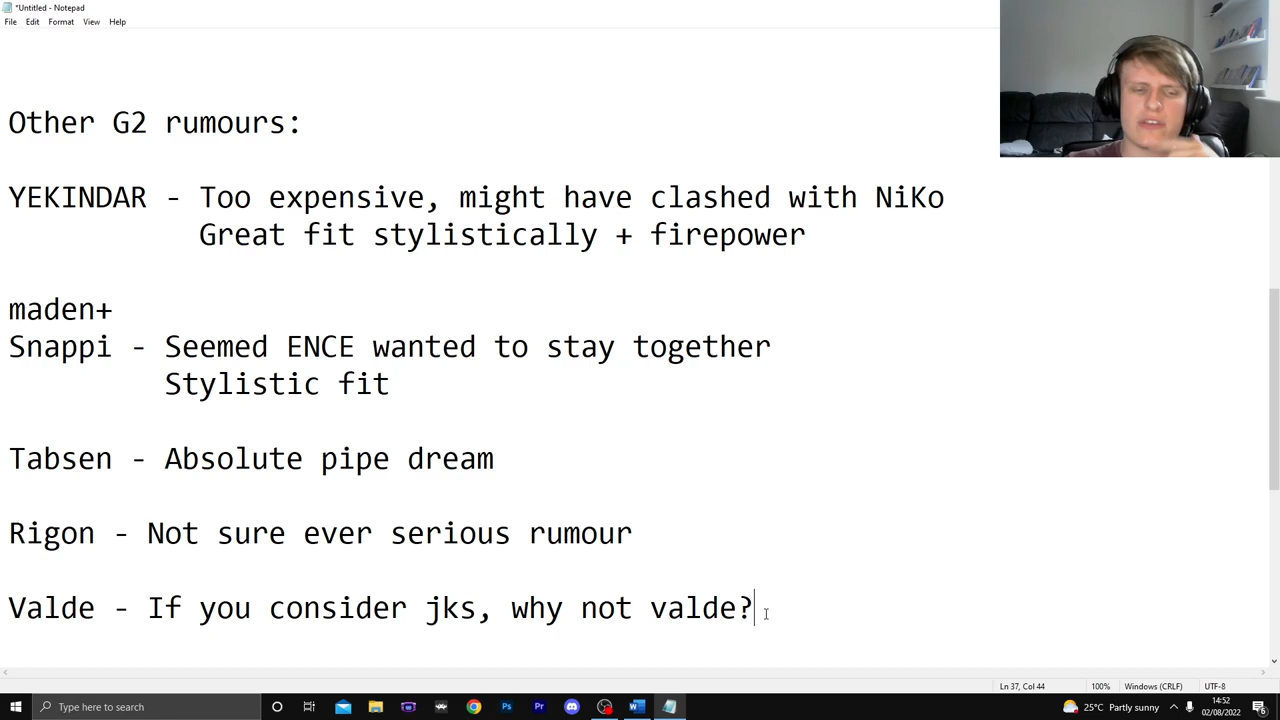 *Untitled - Notepad
File Edit Format View Help
Other G2 rumours:
YEKINDAR - Too expensive, might have clashed with NiKo
Great fit stylistically + firepower
maden+
Snappi - Seemed ENCE wanted to stay together
Stylistic fit
Tabsen - Absolute pipe dream
Rigon - Not sure ever serious rumour
Valde - If you consider jks, why not valde?
Ln 37, Col 44 100% Windows (CRLF) UTF-8
Type here to search
25°C Partly sunny
14:52
02/08/2022
6